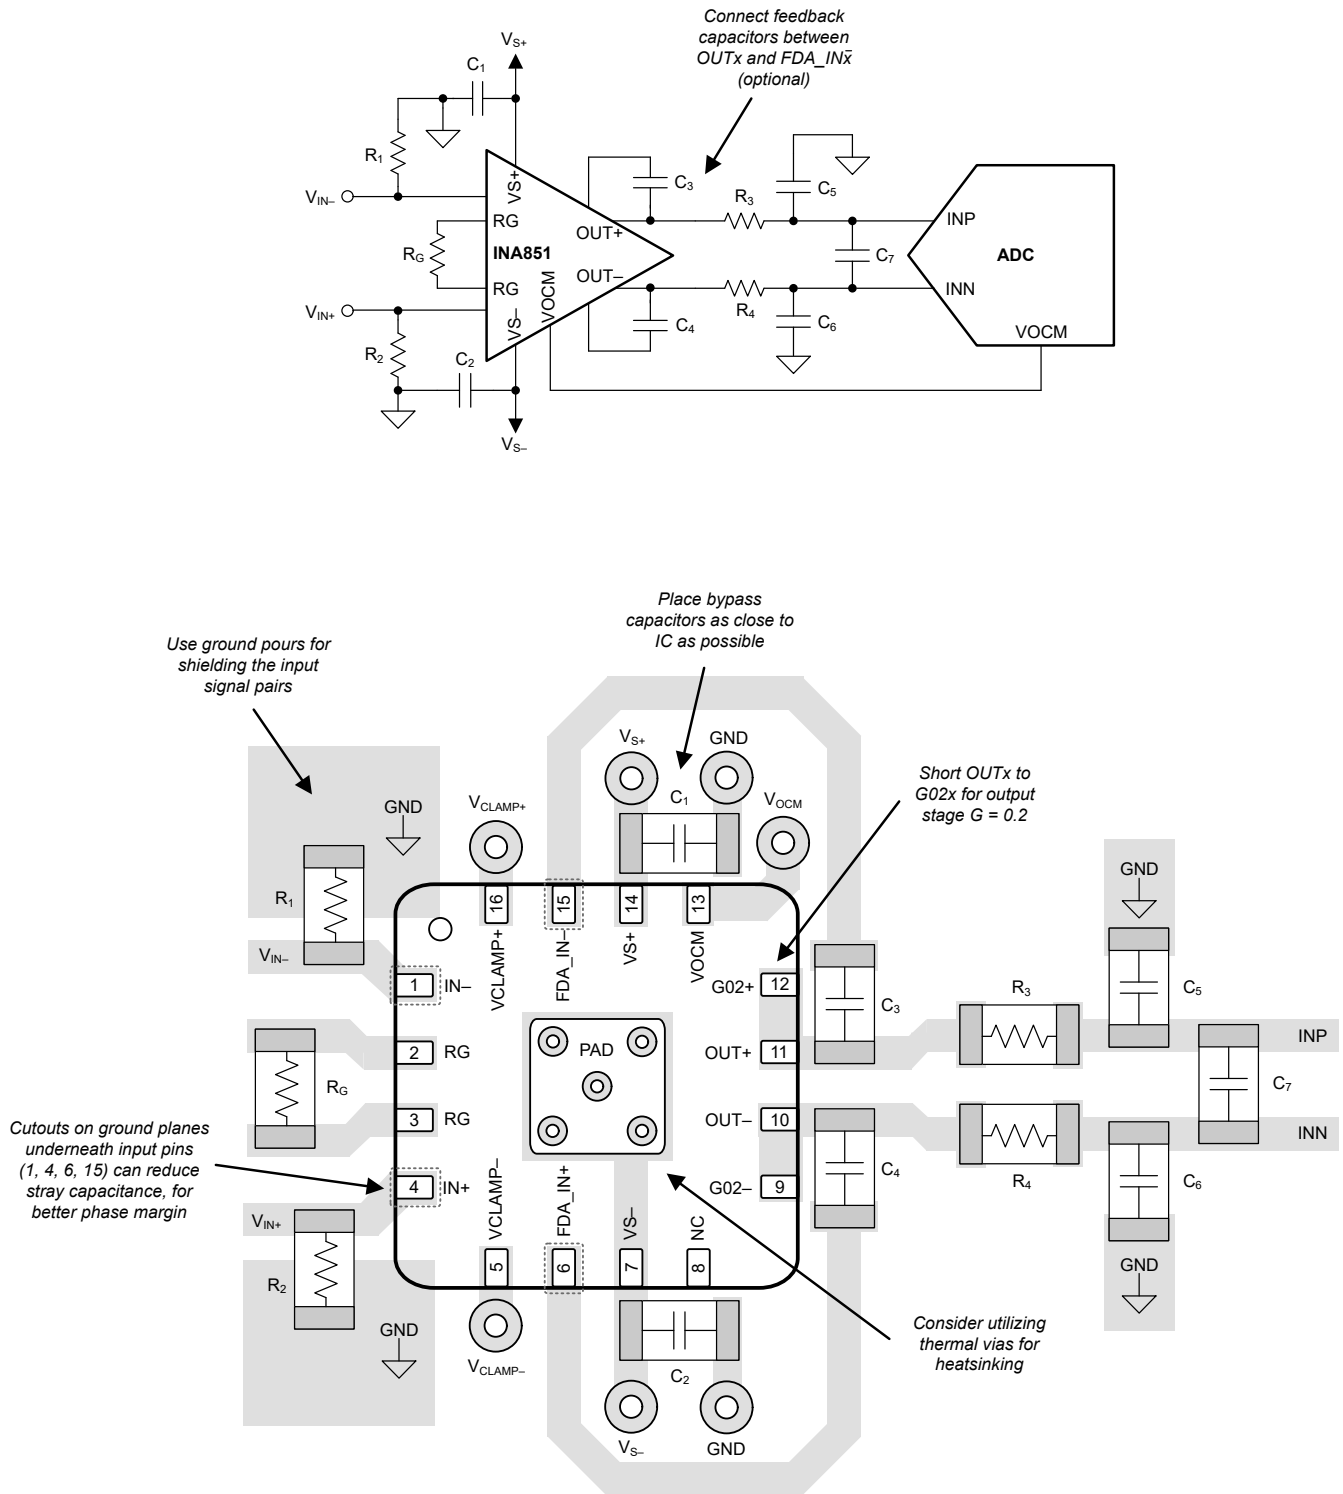 Connect feedback
capacitors between
OUTx and FDA_INx̄
(optional)
VS+
C1
R1
VIN–
VS+
RG
RG
INA851
RG
VIN+
VS–
VOCM
OUT+
OUT–
R2
C2
VS–
C3
C4
R3
R4
C5
C6
C7
INP
ADC
INN
VOCM
Place bypass
capacitors as close to
IC as possible
Use ground pours for
shielding the input
signal pairs
VS+
GND
C1
VOCM
VCLAMP+
GND
Short OUTx to
G02x for output
stage G = 0.2
R1
VIN–
16
15
14
13
VCLAMP+
FDA_IN–
VS+
VOCM
1
IN–
2
RG
3
RG
4
IN+
RG
PAD
G02+
12
OUT+
11
OUT–
10
G02–
9
C3
C4
R3
R4
GND
C5
INP
C7
INN
C6
GND
Cutouts on ground planes
underneath input pins
(1, 4, 6, 15) can reduce
stray capacitance, for
better phase margin
VIN+
R2
GND
VCLAMP–
FDA_IN+
VS–
NC
5
6
7
8
VCLAMP–
C2
VS–
GND
Consider utilizing
thermal vias for
heatsinking